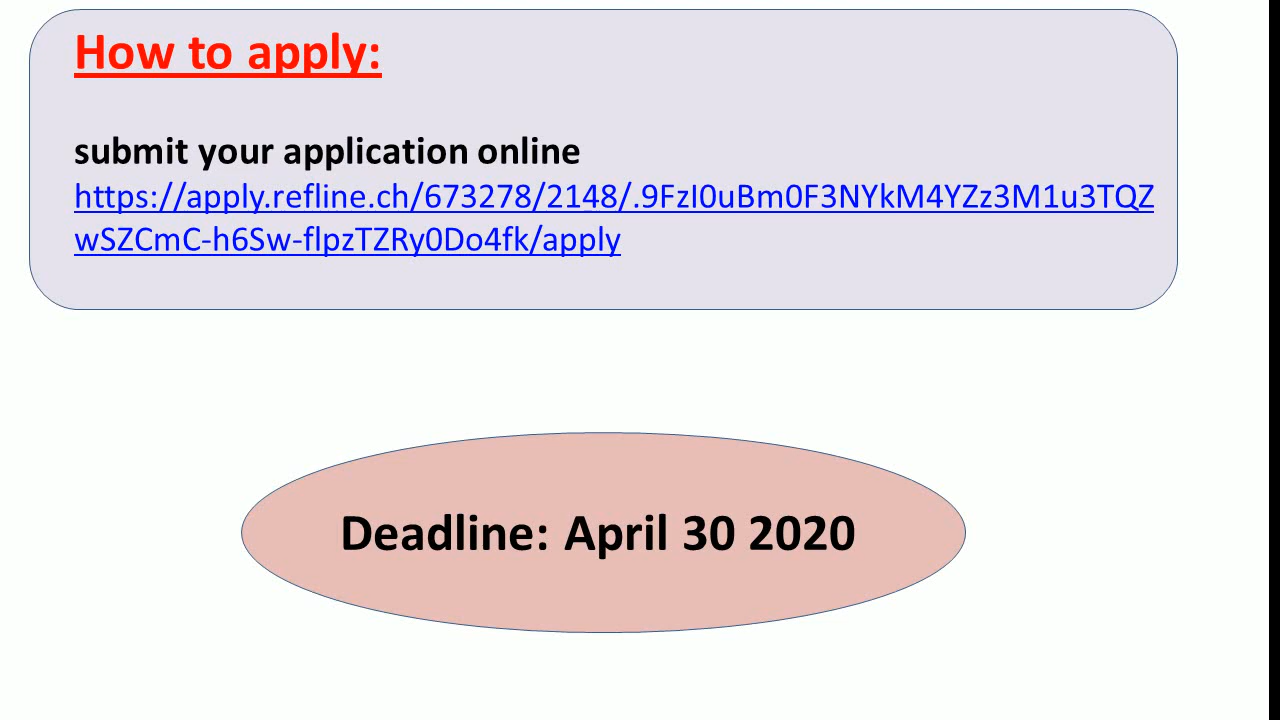 How to apply:
submit your application online
https://apply.refline.ch/673278/2148/.9FzI0uBm0F3NYkM4YZz3M1u3TQZ
wSZCmC-h6Sw-flpzTZRy0Do4fk/apply
Deadline: April 30 2020